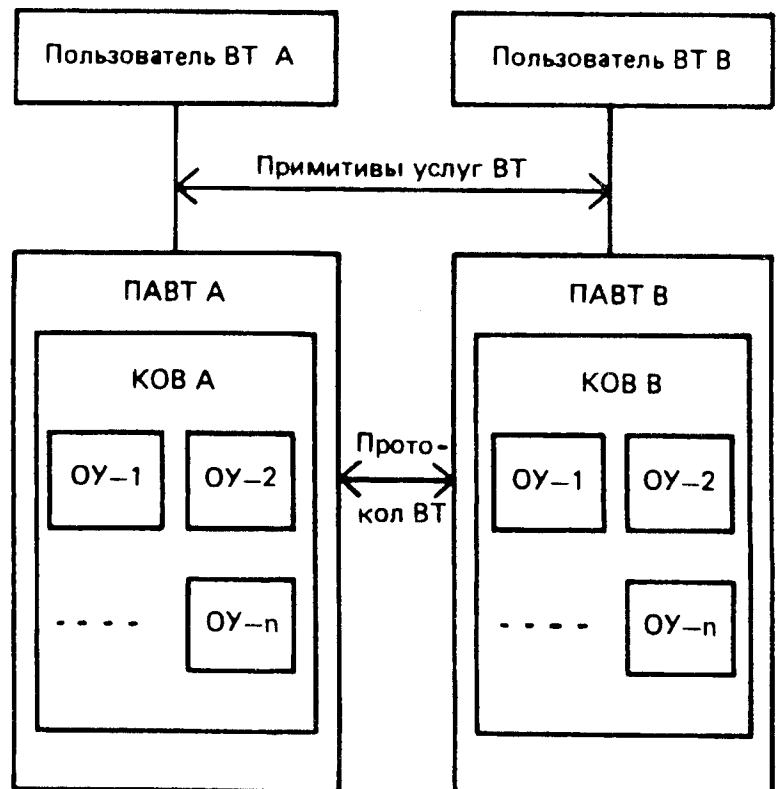 Пользователь ВТ А
Пользователь ВТ В
Примитивы услуг ВТ
ПАВТ А
ПАВТ В
КОВ А
КОВ В
ОУ—1
ОУ—2
Прото-
кол ВТ
ОУ—1
ОУ—2
- - - -
ОУ—n
- - - -
ОУ—n